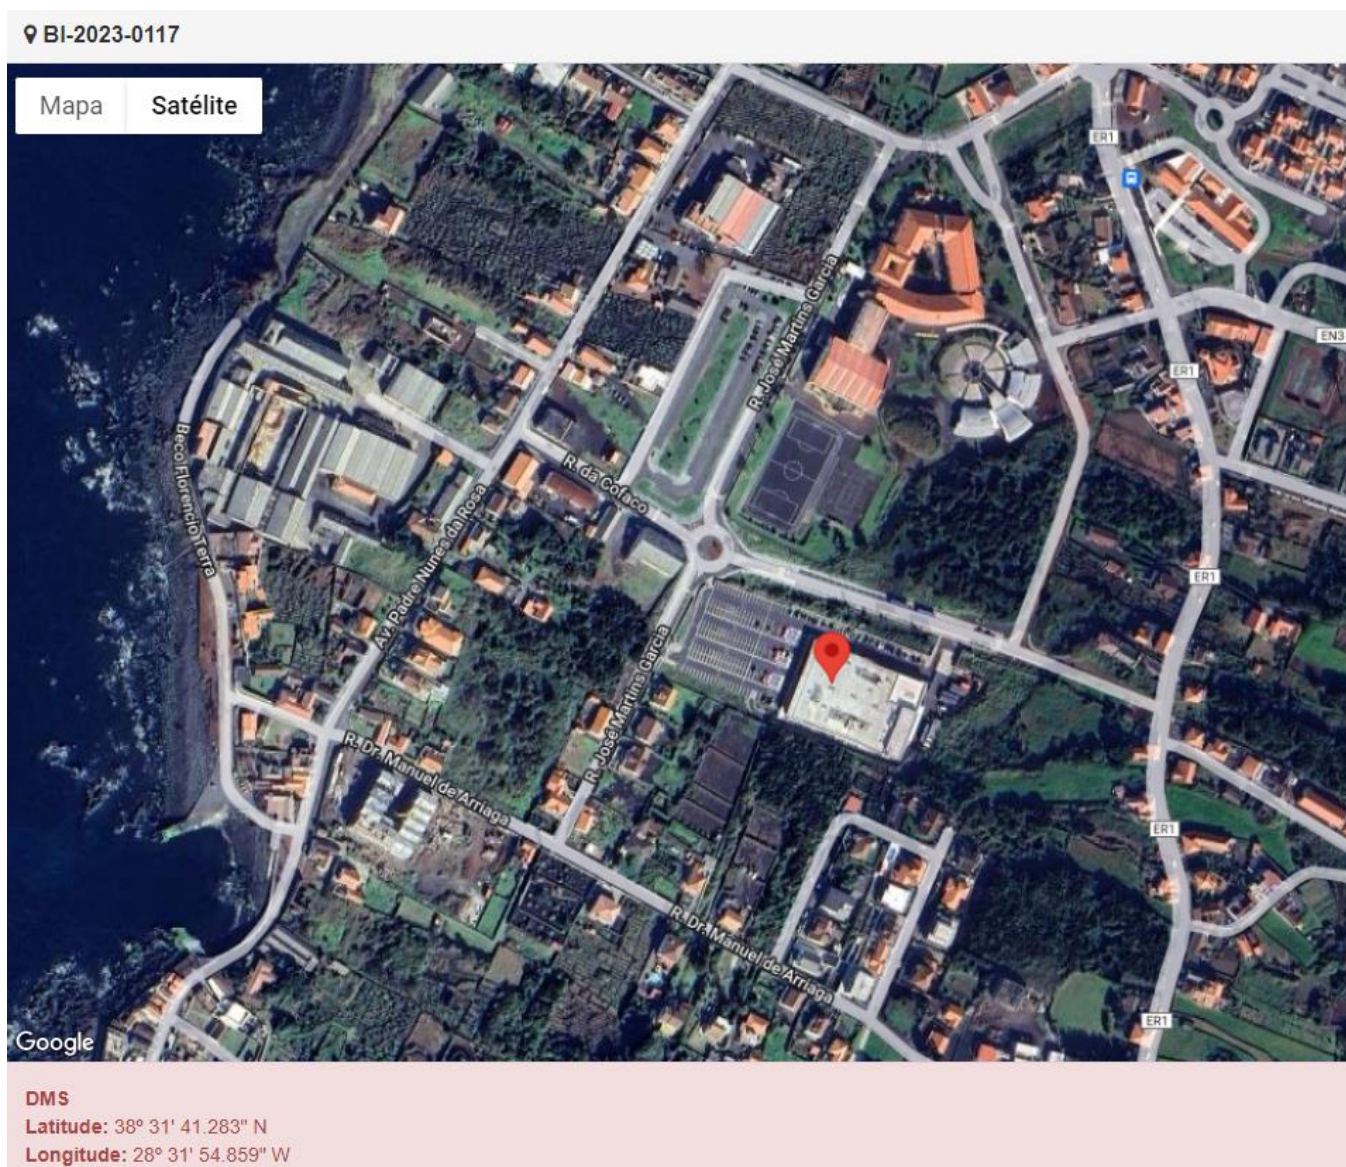 BI-2023-0117
Mapa Satélite
ER1
R. José Martins Garcia
EN3
ER1
Beco Florencio Terra
R. da Cofaco
Av. Padre Nunes da Rosa
ER1
R. José Martins Garcia
R. Dr. Manuel de Arriaga
ER1
R. Dr. Manuel de Arriaga
ER1
Google
DMS
Latitude: 38º 31' 41.283" N
Longitude: 28º 31' 54.859" W